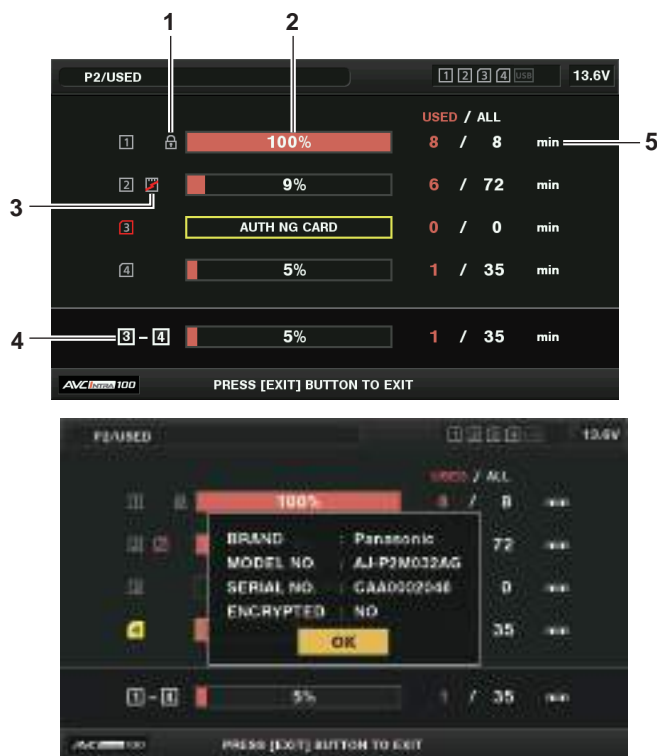 1 2
P2/USED 1 2 3 4 USB 13.6V
USED / ALL
1 100% 8 / 8 min 5
2 9% 6 / 72 min
3
3 AUTH NG CARD 0 / 0 min
4 5% 1 / 35 min
4 3 – 4 5% 1 / 35 min
AVC INTRA 100 PRESS [EXIT] BUTTON TO EXIT
P2/USED 13.6V
USED / ALL
100% / 8
BRAND : Panasonic
72
MODEL NO. : AJ-P2M032AG
SERIAL NO. :
0
ENCRYPTED : NO
4 35
OK
1 – 4 5% 1 / 35
PRESS [EXIT] BUTTON TO EXIT